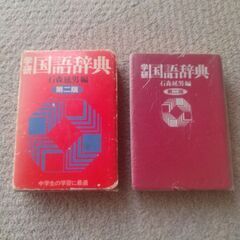 学研
国語辞典
石森延男編
第二版
中学生の学習に最適
学研
国語辞典
石森延男編